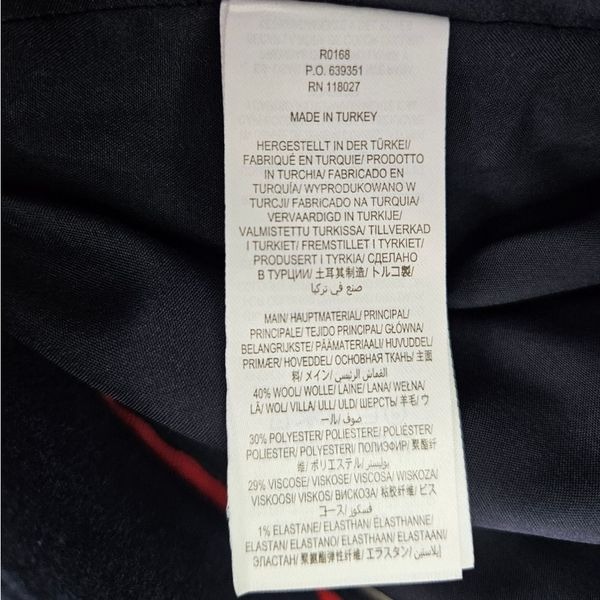 R0168
P.O. 639351
RN 118027
MADE IN TURKEY
HERGESTELLT IN DER TÜRKEI/
FABRIQUÉ EN TURQUIE/ PRODOTTO
IN TURCHIA/ FABRICADO EN
TURQUÍA/ WYPRODUKOWANO W
TURCJI/ FABRICADO NA TURQUIA/
VERVAARDIGD IN TURKIJE/
VALMISTETTU TURKISSA/ TILLVERKAD
I TURKIET/ FREMSTILLET I TYRKIET/
PRODUSERT I TYRKIA/ СДЕЛАНО
В ТУРЦИИ/ 土耳其制造/ トルコ製/
صنع في تركيا
MAIN/ HAUPTMATERIAL/ PRINCIPAL/
PRINCIPALE/ TEJIDO PRINCIPAL/ GŁÓWNA/
BELANGRIJKSTE/ PÄÄMATERIAALI/ HUVUDDEL/
PRIMÆR/ HOVEDDEL/ ОСНОВНАЯ ТКАНЬ/ 主面
料/ メイン/ القماش الرئيسي
40% WOOL/ WOLLE/ LAINE/ LANA/ WEŁNA/
LÃ/ WOL/ VILLA/ ULL/ ULD/ ШЕРСТЬ/ 羊毛/ ウ
ール/ صوف
30% POLYESTER/ POLIESTERE/ POLIÉSTER/
POLYESTERI/ ПОЛИЭФИР/ 聚酯纤
维/ ポリエステル/ بوليستر
29% VISCOSE/ VISKOSE/ VISCOSA/ WISKOZA/
VISKOOSI/ VISKOS/ ВИСКОЗА/ 粘胶纤维/ ビス
コース/ فسكوز
1% ELASTANE/ ELASTHAN/ ELASTHANNE/
ELASTAN/ ELASTANO/ ELASTHAAN/ ELASTAANI/
ЭЛАСТАН/ 聚氨酯弹性纤维/ エラスタン/ إيلاستين